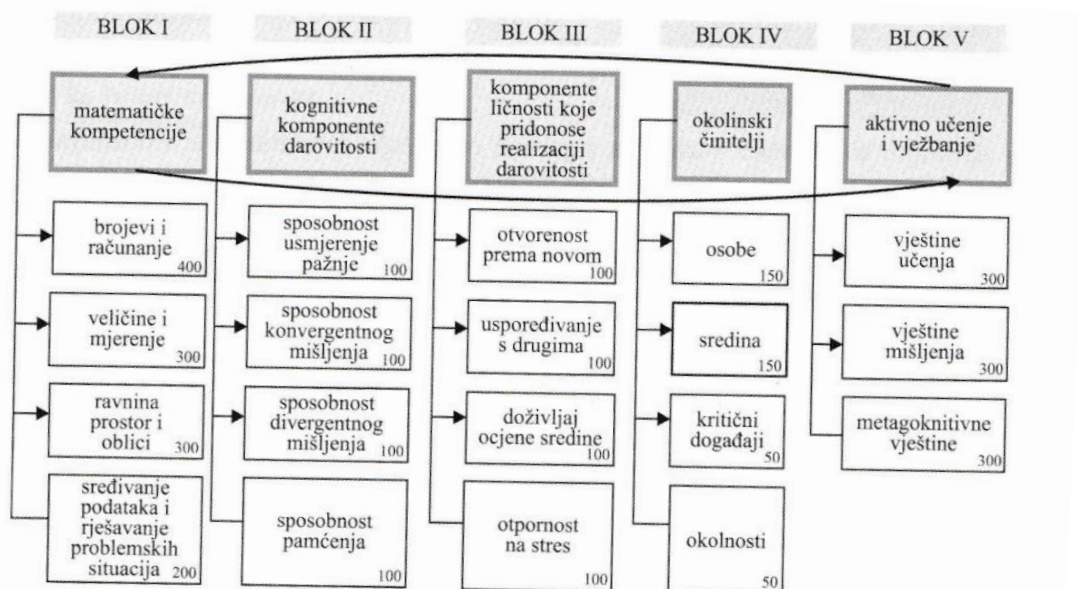 BLOK I
BLOK II
BLOK III
BLOK IV
BLOK V
matematičke
kompetencije
kognitivne
komponente
darovitosti
komponente
ličnosti koje
pridonose
realizaciji
darovitosti
okolinski
činitelji
aktivno učenje
i vježbanje
brojevi i
računanje
400
veličine i
mjerenje
300
ravnina
prostor i
oblici
300
sređivanje
podataka i
rješavanje
problemskih
situacija
200
sposobnost
usmjerenje
pažnje
100
sposobnost
konvergentnog
mišljenja
100
sposobnost
divergentnog
mišljenja
100
sposobnost
pamćenja
100
otvorenost
prema novom
100
uspoređivanje
s drugima
100
doživljaj
ocjene sredine
100
otpornost
na stres
100
osobe
150
sredina
150
kritični
događaji
50
okolnosti
50
vještine
učenja
300
vještine
mišljenja
300
metagoknitivne
vještine
300